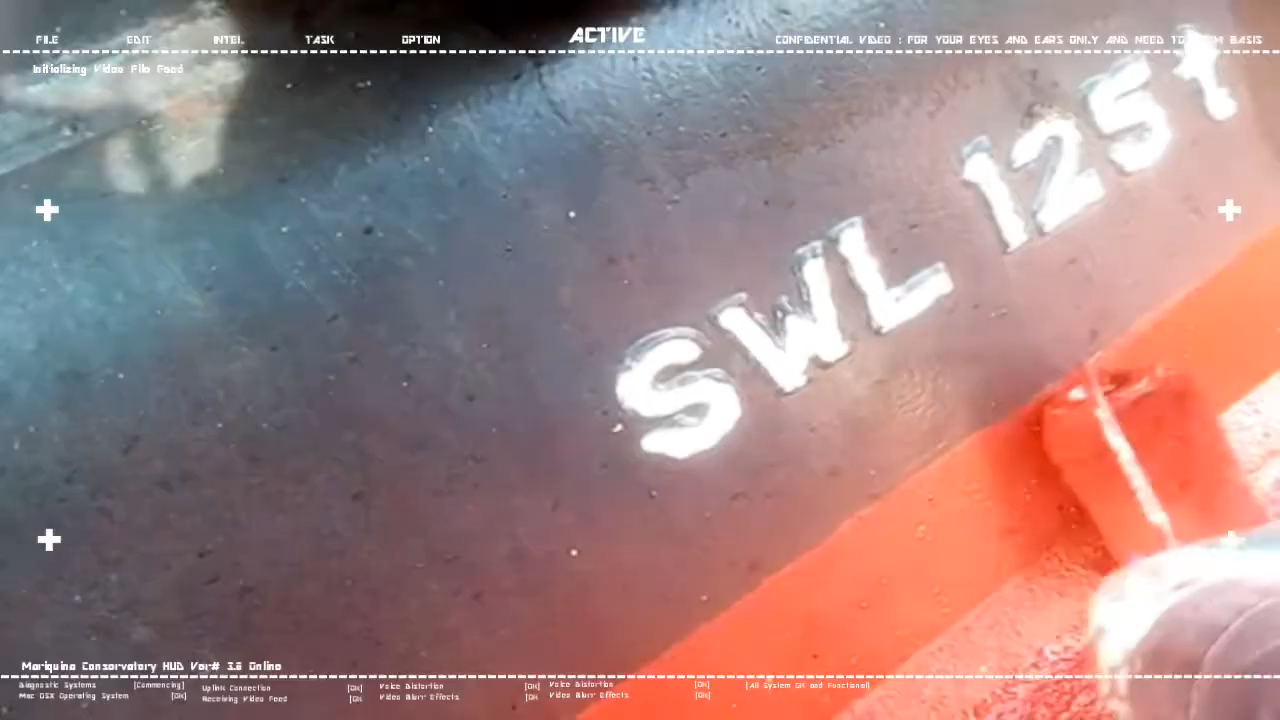 FILE EDIT INTEL TASK OPTION ACTIVE CONFIDENTIAL VIDEO : FOR YOUR EYES AND EARS ONLY AND NEED TO BASIS
Initializing Video File Feed
SWL 125t
Mariquina Conservatory HUD Ver# 3.6 Online
Diagnostic Systems [Commencing] Uplink Connection [OK] Voice Distortion [OK] Voice Distortion [OK] [All System OK and Functional]
Mac OSX Operating System [OK] Receiving Video Feed [OK Video Blurr Effects [OK Video Blurr Effects [OK]